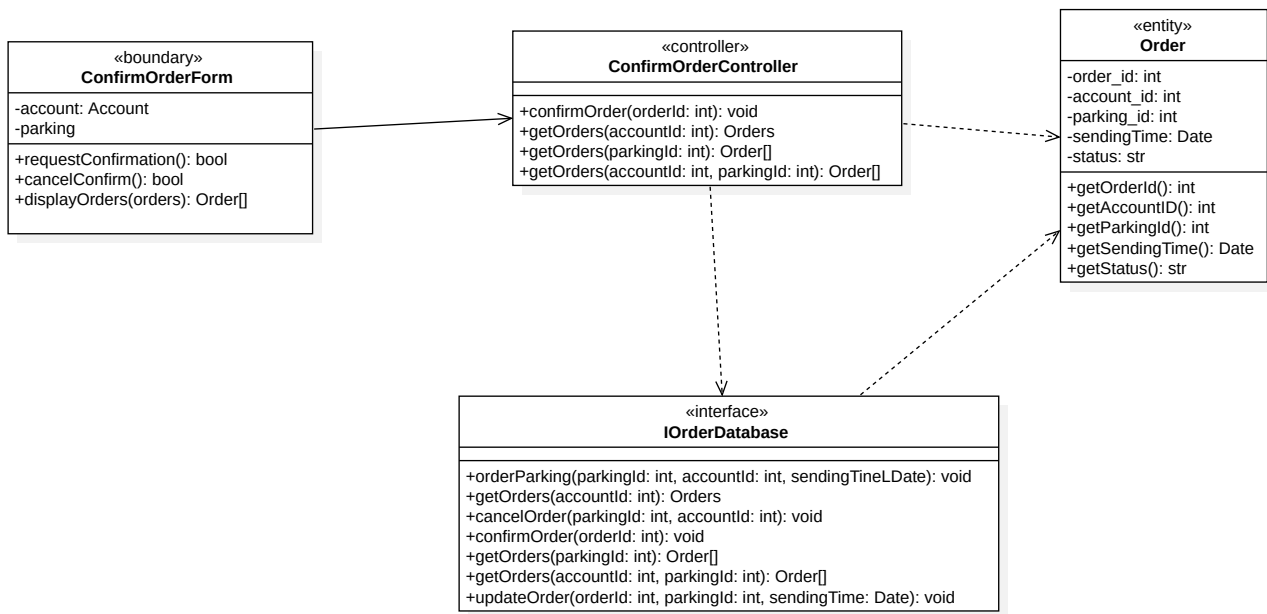 «boundary»
ConfirmOrderForm
-account: Account
-parking
+requestConfirmation(): bool
+cancelConfirm(): bool
+displayOrders(orders): Order[]
«controller»
ConfirmOrderController
+confirmOrder(orderId: int): void
+getOrders(accountId: int): Orders
+getOrders(parkingId: int): Order[]
+getOrders(accountId: int, parkingId: int): Order[]
«entity»
Order
-order_id: int
-account_id: int
-parking_id: int
-sendingTime: Date
-status: str
+getOrderId(): int
+getAccountID(): int
+getParkingId(): int
+getSendingTime(): Date
+getStatus(): str
«interface»
IOrderDatabase
+orderParking(parkingId: int, accountId: int, sendingTineLDate): void
+getOrders(accountId: int): Orders
+cancelOrder(parkingId: int, accountId: int): void
+confirmOrder(orderId: int): void
+getOrders(parkingId: int): Order[]
+getOrders(accountId: int, parkingId: int): Order[]
+updateOrder(orderId: int, parkingId: int, sendingTime: Date): void